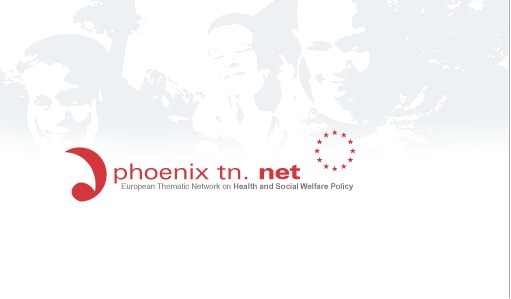 phoenix tn. net
European Thematic Network on Health and Social Welfare Policy